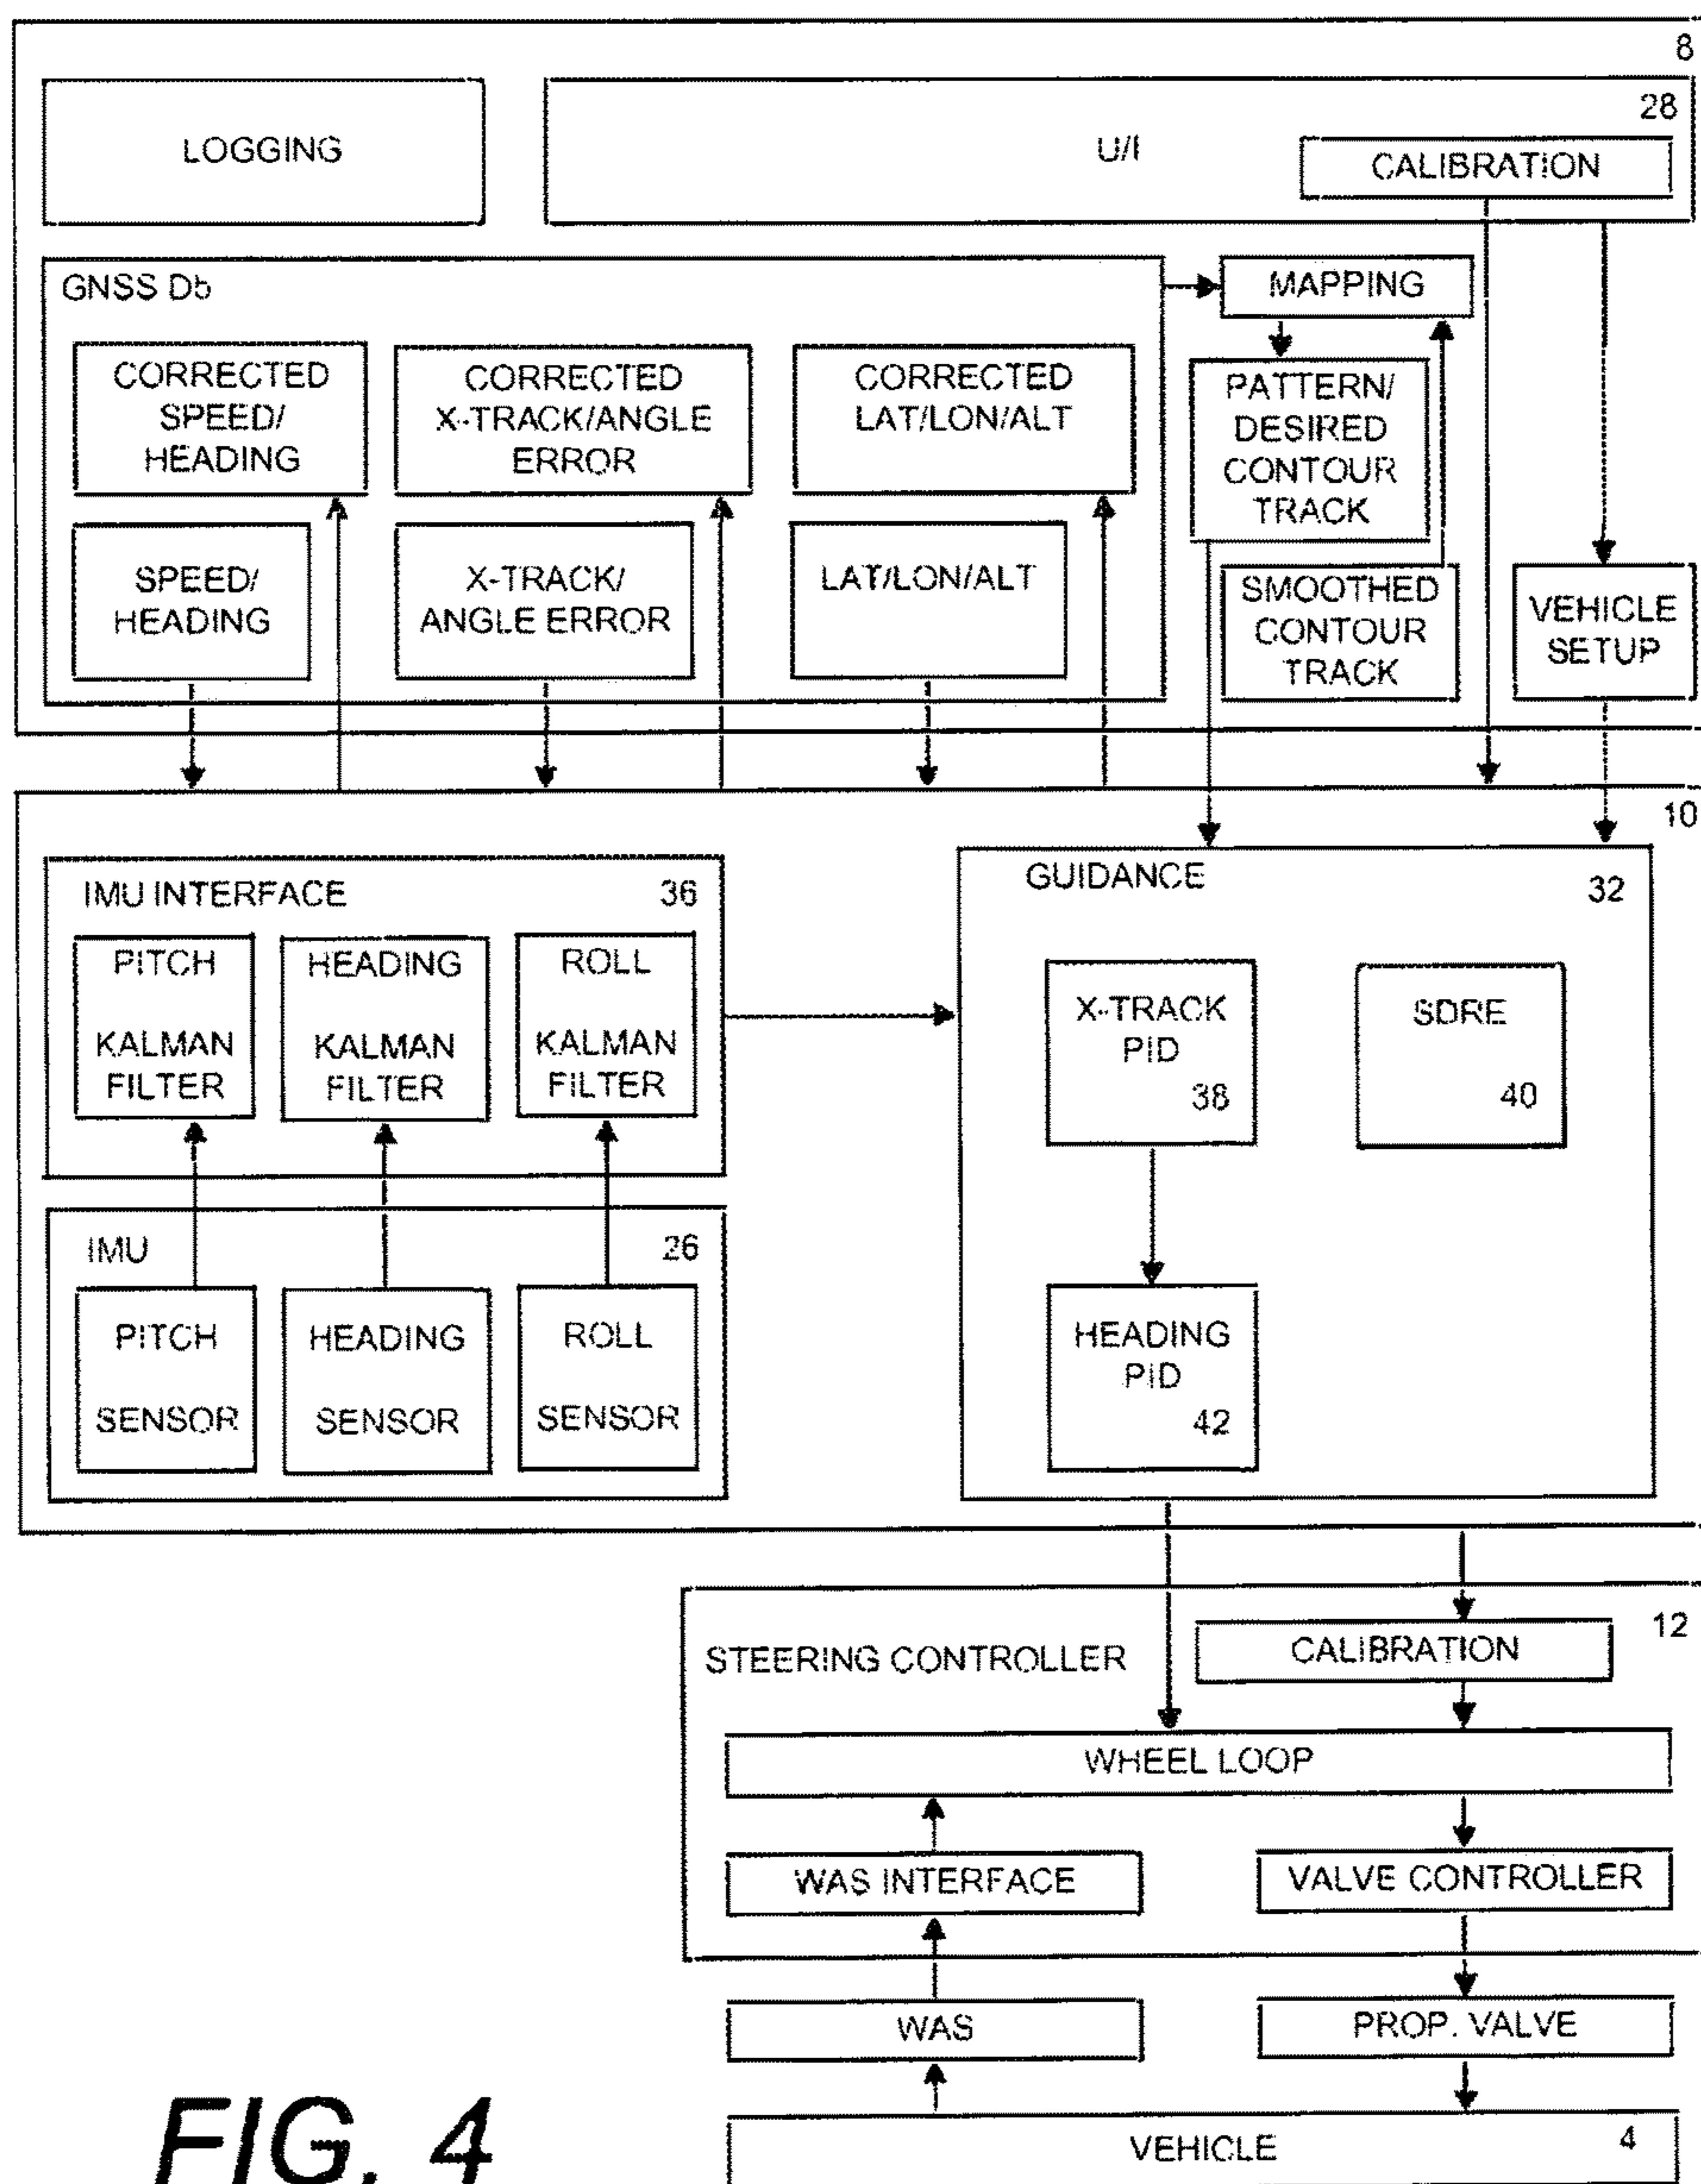 8
LOGGING
U/I
28
CALIBRATION
GNSS Db
MAPPING
CORRECTED
SPEED/
HEADING
CORRECTED
X-TRACK/ANGLE
ERROR
CORRECTED
LAT/LON/ALT
PATTERN/
DESIRED
CONTOUR
TRACK
SPEED/
HEADING
X-TRACK/
ANGLE ERROR
LAT/LON/ALT
SMOOTHED
CONTOUR
TRACK
VEHICLE
SETUP
10
IMU INTERFACE
36
PITCH
KALMAN
FILTER
HEADING
KALMAN
FILTER
ROLL
KALMAN
FILTER
GUIDANCE
32
X-TRACK
PID
38
SDRE
40
IMU
26
PITCH
SENSOR
HEADING
SENSOR
ROLL
SENSOR
HEADING
PID
42
12
STEERING CONTROLLER
CALIBRATION
WHEEL LOOP
WAS INTERFACE
VALVE CONTROLLER
WAS
PROP. VALVE
VEHICLE
4
FIG. 4